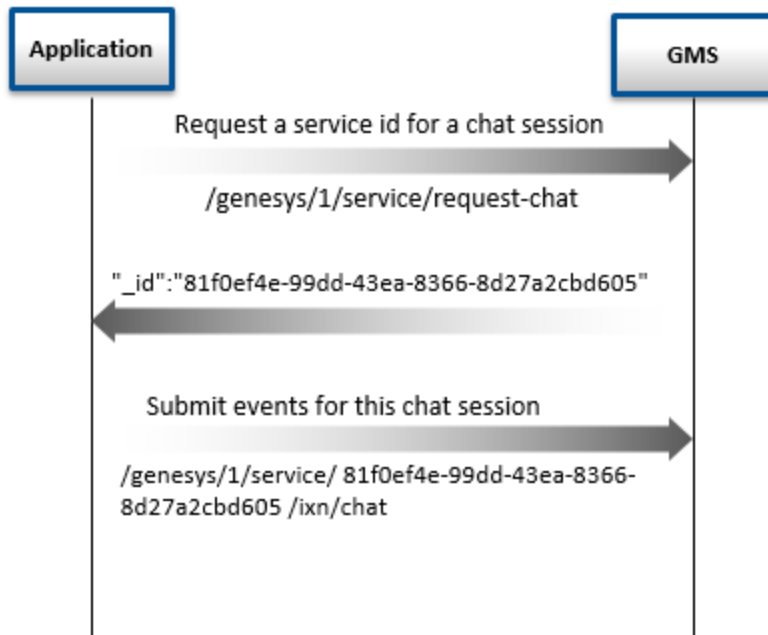 Application
GMS
Request a service id for a chat session
/genesys/1/service/request-chat
"_id":"81f0ef4e-99dd-43ea-8366-8d27a2cbd605"
Submit events for this chat session
/genesys/1/service/ 81f0ef4e-99dd-43ea-8366-
8d27a2cbd605 /ixn/chat